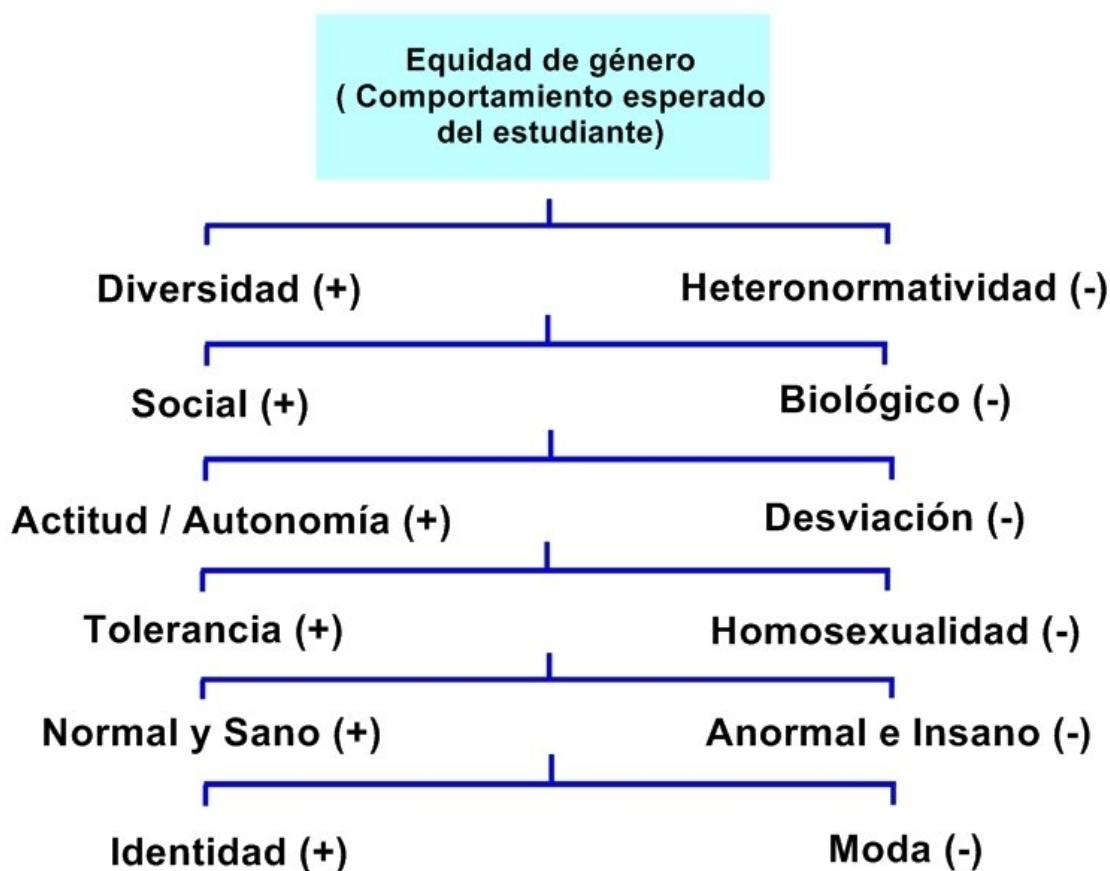 Equidad de género
( Comportamiento esperado
del estudiante)
Diversidad (+)
Heteronormatividad (-)
Social (+)
Biológico (-)
Actitud / Autonomía (+)
Desviación (-)
Tolerancia (+)
Homosexualidad (-)
Normal y Sano (+)
Anormal e Insano (-)
Identidad (+)
Moda (-)